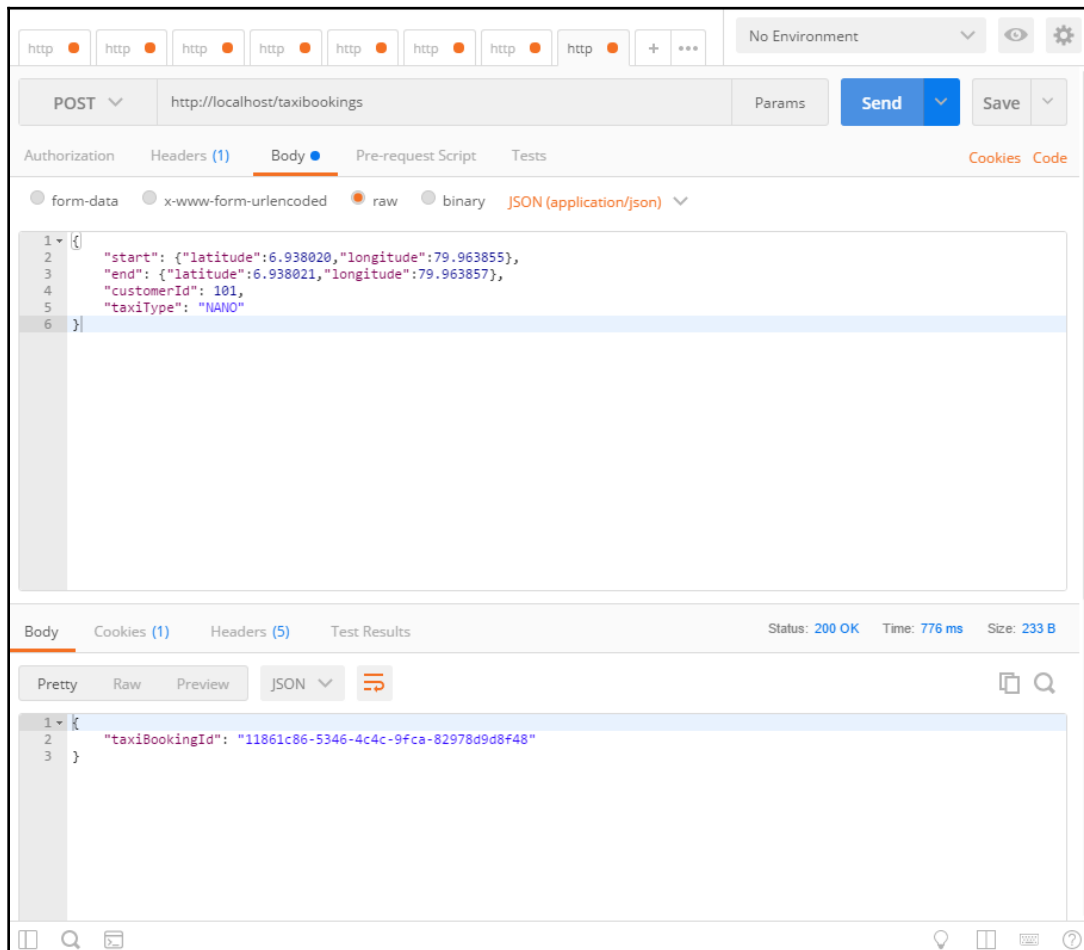 http http http http http http http http + ••• No Environment
POST http://localhost/taxibookings Params Send Save
Authorization Headers (1) Body Pre-request Script Tests Cookies Code
form-data x-www-form-urlencoded raw binary JSON (application/json)
1 {
2 "start": {"latitude":6.938020,"longitude":79.963855},
3 "end": {"latitude":6.938021,"longitude":79.963857},
4 "customerId": 101,
5 "taxiType": "NANO"
6 }
Body Cookies (1) Headers (5) Test Results Status: 200 OK Time: 776 ms Size: 233 B
Pretty Raw Preview JSON
1 {
2 "taxiBookingId": "11861c86-5346-4c4c-9fca-82978d9d8f48"
3 }